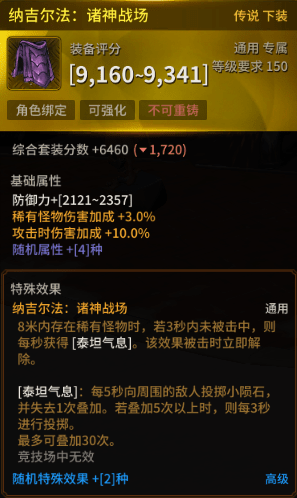 纳吉尔法：诸神战场
传说 下装
装备评分
通用 专属
[9,160~9,341]
等级要求 150
角色绑定 可强化 不可重铸
综合套装分数 +6460 (▼1,720)
基础属性
防御力+[2121~2357]
稀有怪物伤害加成 +3.0%
攻击时伤害加成 +10.0%
随机属性 +[4]种
特殊效果
纳吉尔法：诸神战场
通用
8米内存在稀有怪物时，若3秒内未被击中，则
每秒获得 [泰坦气息]。该效果被击时立即解
除。
[泰坦气息]：每5秒向周围的敌人投掷小陨石，
并失去1次叠加。若叠加5次以上时，则每3秒
进行投掷。
最多可叠加30次。
竞技场中无效
随机特殊效果 +[2]种
高级